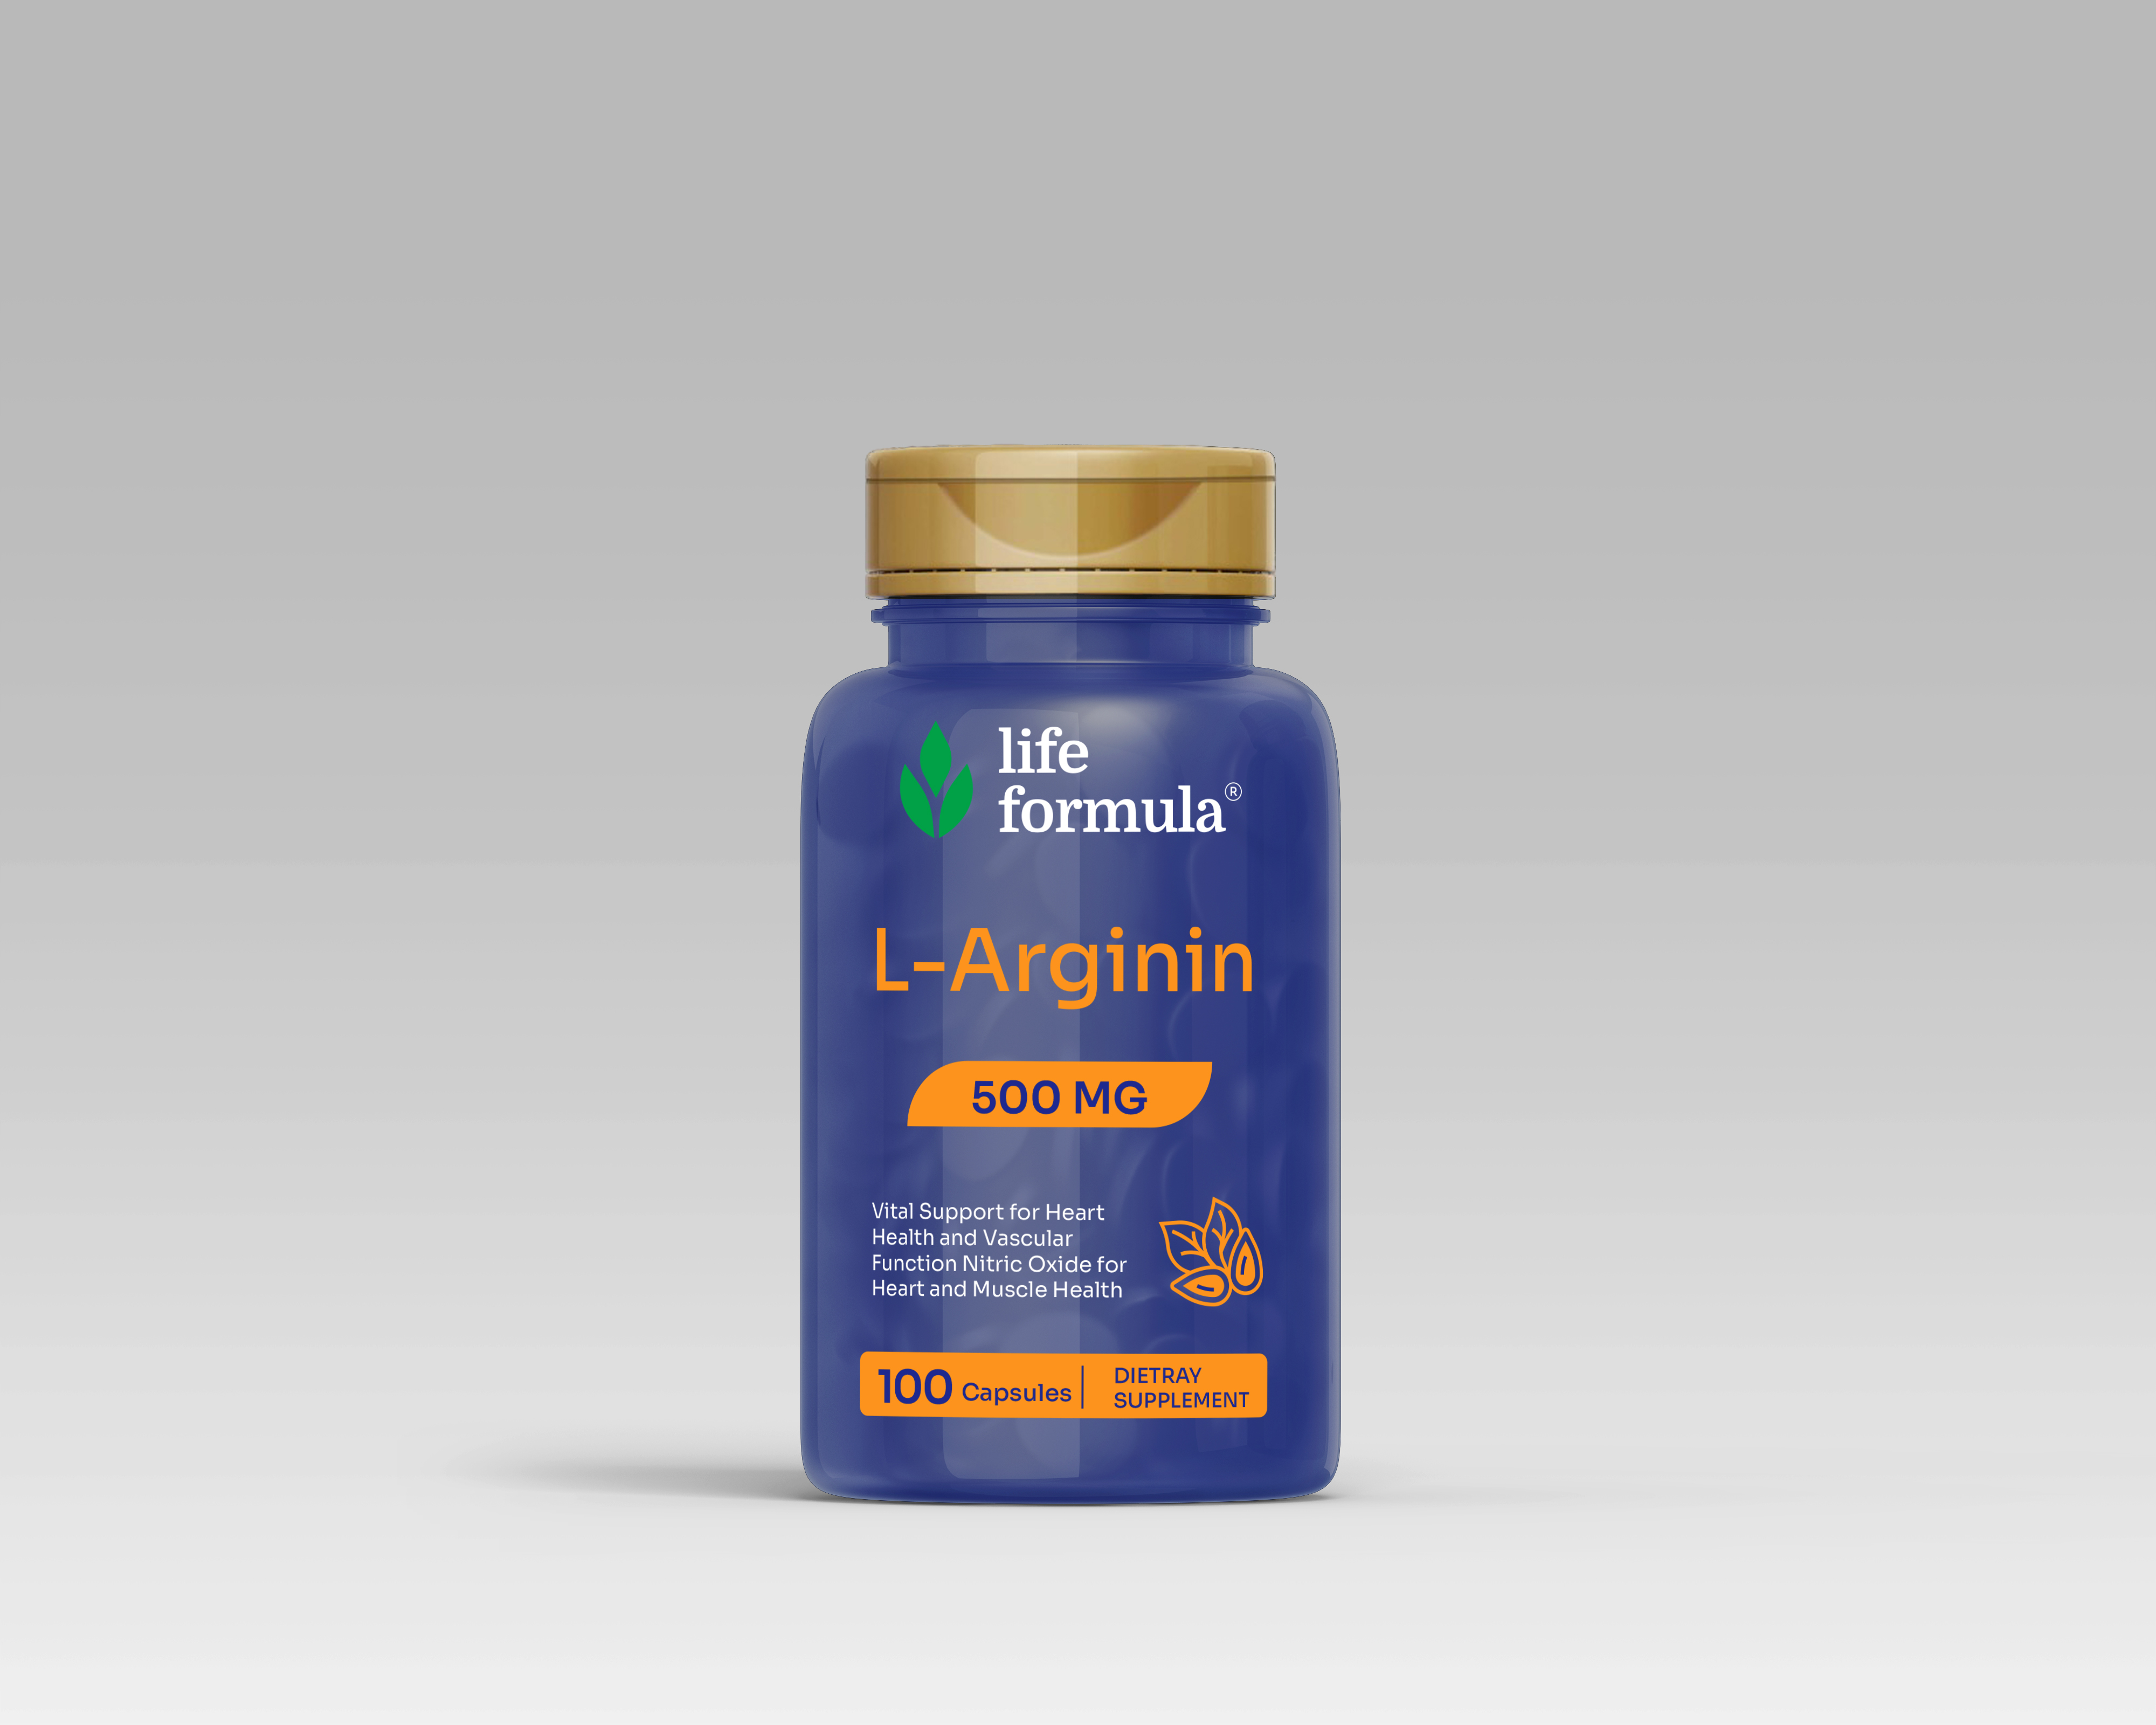 life
formula®
L-Arginin
500 MG
Vital Support for Heart
Health and Vascular
Function Nitric Oxide for
Heart and Muscle Health
100 Capsules
DIETRAY
SUPPLEMENT